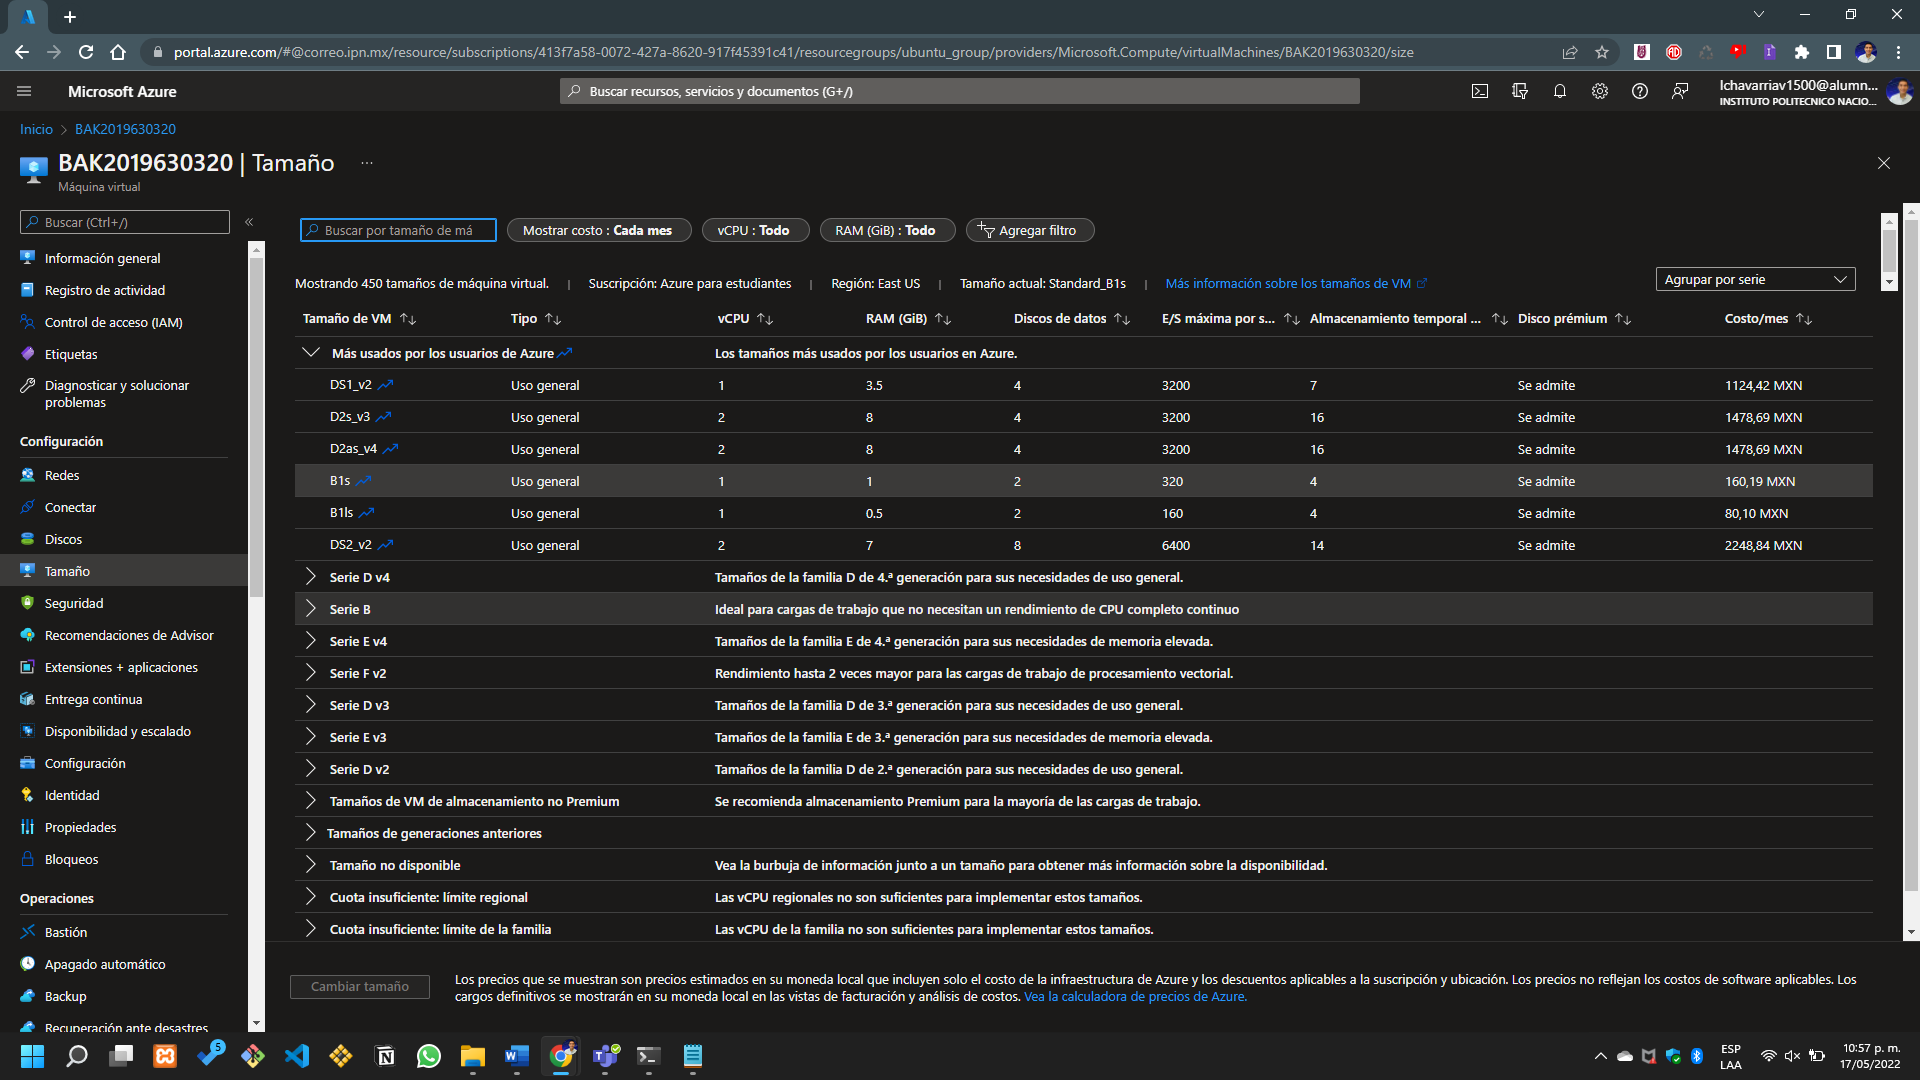 portal.azure.com/#@correo.ipn.mx/resource/subscriptions/413f7a58-0072-427a-8620-917f45391c41/resourcegroups/ubuntu_group/providers/Microsoft.Compute/virtualMachines/BAK2019630320/size
Microsoft Azure
Buscar recursos, servicios y documentos (G+/)
lchavarriav1500@alumn...
INSTITUTO POLITECNICO NACIO...
Inicio > BAK2019630320
BAK2019630320 | Tamaño ...
Máquina virtual
Buscar (Ctrl+/) «
Información general
Registro de actividad
Control de acceso (IAM)
Etiquetas
Diagnosticar y solucionar
problemas
Configuración
Redes
Conectar
Discos
Tamaño
Seguridad
Recomendaciones de Advisor
Extensiones + aplicaciones
Entrega continua
Disponibilidad y escalado
Configuración
Identidad
Propiedades
Bloqueos
Operaciones
Bastión
Apagado automático
Backup
Recuperación ante desastres
Buscar por tamaño de má
Mostrar costo : Cada mes
vCPU : Todo
RAM (GiB) : Todo
Agregar filtro
Mostrando 450 tamaños de máquina virtual. | Suscripción: Azure para estudiantes | Región: East US | Tamaño actual: Standard_B1s | Más información sobre los tamaños de VM
Agrupar por serie
Tamaño de VM Tipo vCPU RAM (GiB) Discos de datos E/S máxima por s... Almacenamiento temporal ... Disco prémium Costo/mes
Más usados por los usuarios de Azure Los tamaños más usados por los usuarios en Azure.
DS1_v2 Uso general 1 3.5 4 3200 7 Se admite 1124,42 MXN
D2s_v3 Uso general 2 8 4 3200 16 Se admite 1478,69 MXN
D2as_v4 Uso general 2 8 4 3200 16 Se admite 1478,69 MXN
B1s Uso general 1 1 2 320 4 Se admite 160,19 MXN
B1ls Uso general 1 0.5 2 160 4 Se admite 80,10 MXN
DS2_v2 Uso general 2 7 8 6400 14 Se admite 2248,84 MXN
Serie D v4 Tamaños de la familia D de 4.ª generación para sus necesidades de uso general.
Serie B Ideal para cargas de trabajo que no necesitan un rendimiento de CPU completo continuo
Serie E v4 Tamaños de la familia E de 4.ª generación para sus necesidades de memoria elevada.
Serie F v2 Rendimiento hasta 2 veces mayor para las cargas de trabajo de procesamiento vectorial.
Serie D v3 Tamaños de la familia D de 3.ª generación para sus necesidades de uso general.
Serie E v3 Tamaños de la familia E de 3.ª generación para sus necesidades de memoria elevada.
Serie D v2 Tamaños de la familia D de 2.ª generación para sus necesidades de uso general.
Tamaños de VM de almacenamiento no Premium Se recomienda almacenamiento Premium para la mayoría de las cargas de trabajo.
Tamaños de generaciones anteriores
Tamaño no disponible Vea la burbuja de información junto a un tamaño para obtener más información sobre la disponibilidad.
Cuota insuficiente: límite regional Las vCPU regionales no son suficientes para implementar estos tamaños.
Cuota insuficiente: límite de la familia Las vCPU de la familia no son suficientes para implementar estos tamaños.
Cambiar tamaño
Los precios que se muestran son precios estimados en su moneda local que incluyen solo el costo de la infraestructura de Azure y los descuentos aplicables a la suscripción y ubicación. Los precios no reflejan los costos de software aplicables. Los
cargos definitivos se mostrarán en su moneda local en las vistas de facturación y análisis de costos. Vea la calculadora de precios de Azure.
5
ESP
LAA
10:57 p. m.
17/05/2022